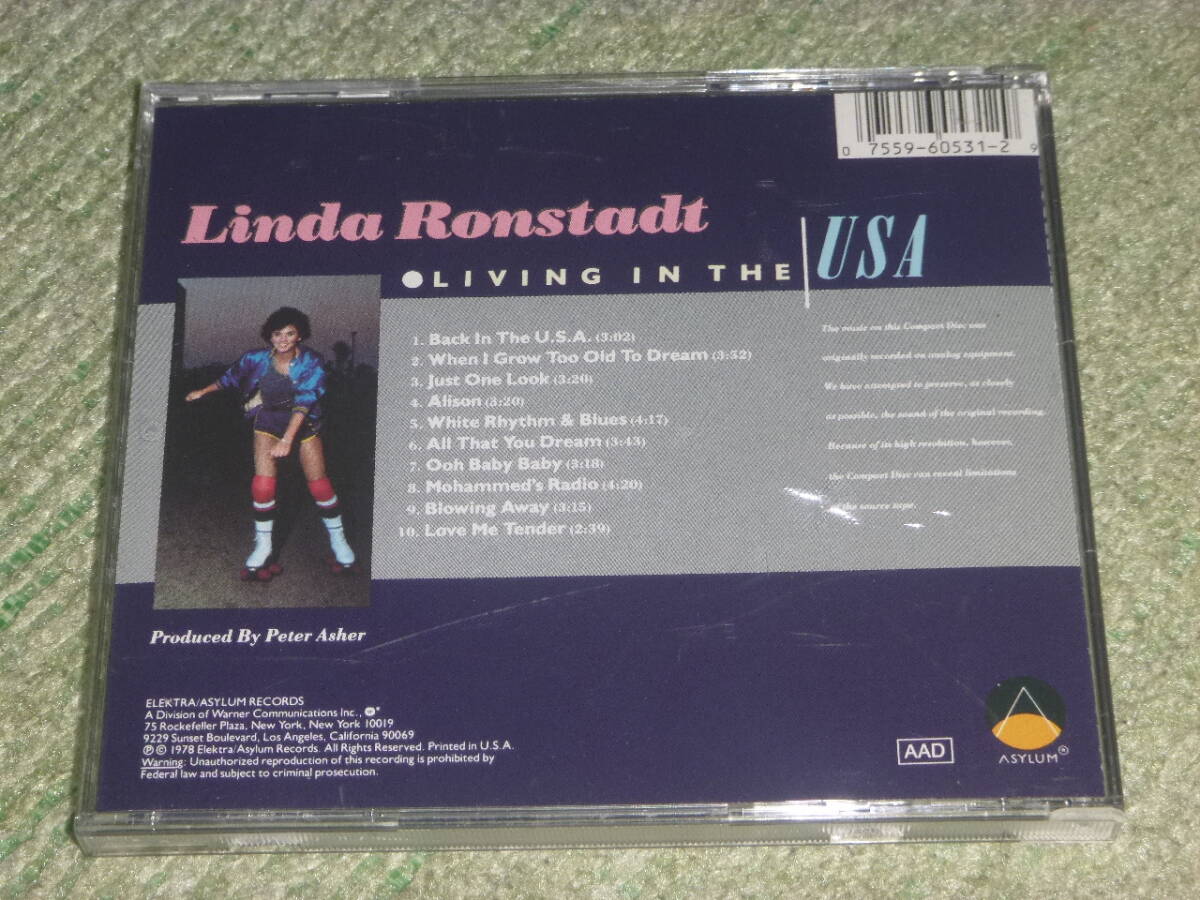 0 7559-60531-2 9
Linda Ronstadt
LIVING IN THE USA
1. Back In The U.S.A. (3:02)
2. When I Grow Too Old To Dream (3:52)
3. Just One Look (3:20)
4. Alison (3:20)
5. White Rhythm & Blues (4:17)
6. All That You Dream (3:43)
7. Ooh Baby Baby (3:18)
8. Mohammed's Radio (4:20)
9. Blowing Away (3:15)
10. Love Me Tender (2:39)
The music on this Compact Disc was
originally recorded on analog equipment.
We have attempted to preserve, as closely
as possible, the sound of the original recording.
Because of its high resolution, however,
the Compact Disc can reveal limitations
of the source tape.
Produced By Peter Asher
ELEKTRA/ASYLUM RECORDS
A Division of Warner Communications Inc.,
75 Rockefeller Plaza, New York, New York 10019
9229 Sunset Boulevard, Los Angeles, California 90069
℗ © 1978 Elektra/Asylum Records. All Rights Reserved. Printed in U.S.A.
Warning: Unauthorized reproduction of this recording is prohibited by
Federal law and subject to criminal prosecution.
AAD
ASYLUM®